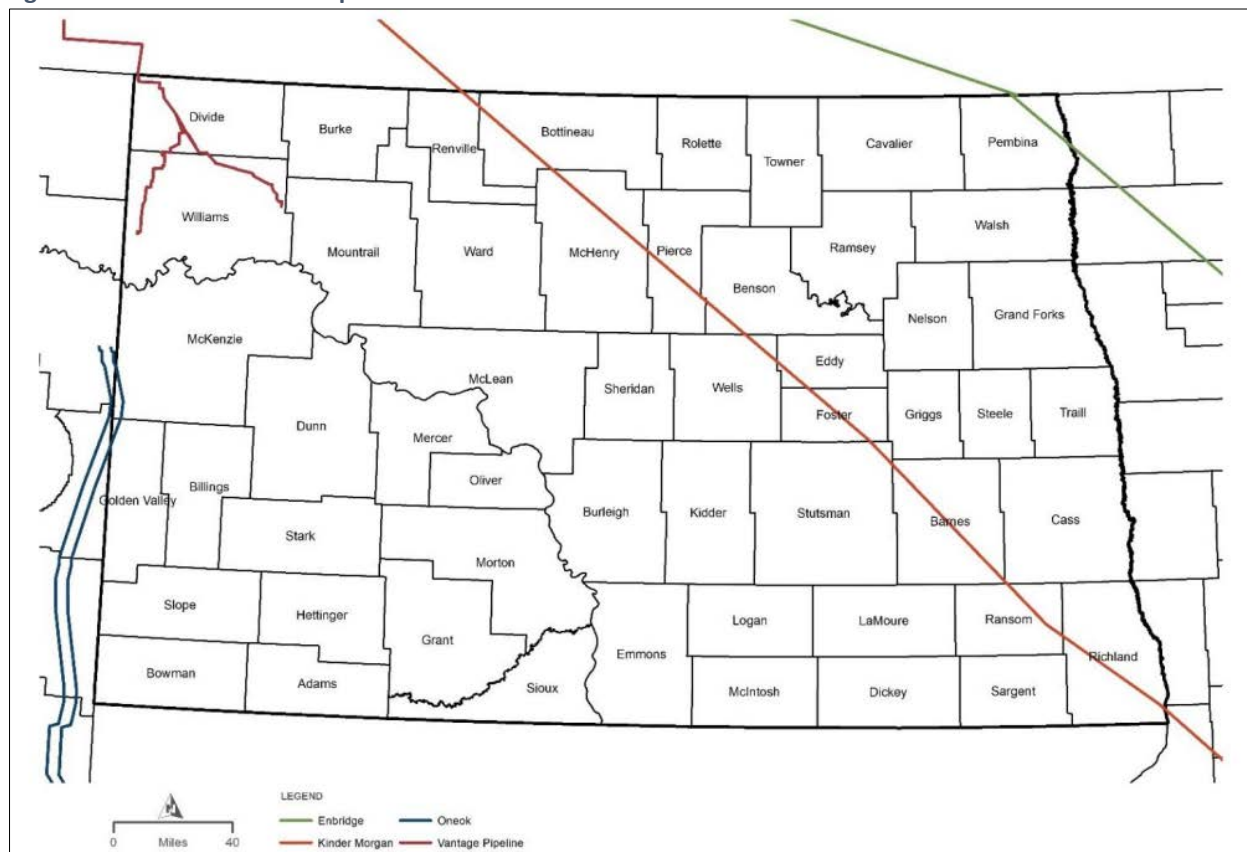 Divide
Burke
Renville
Bottineau
Rolette
Towner
Cavalier
Pembina
Williams
Mountrail
Ward
McHenry
Pierce
Benson
Ramsey
Walsh
Nelson
Grand Forks
McKenzie
McLean
Sheridan
Wells
Eddy
Foster
Griggs
Steele
Traill
Dunn
Mercer
Oliver
Golden Valley
Billings
Stark
Morton
Burleigh
Kidder
Stutsman
Barnes
Cass
Slope
Hettinger
Grant
Emmons
Logan
LaMoure
Ransom
Richland
Bowman
Adams
Sioux
McIntosh
Dickey
Sargent
LEGEND
Enbridge
Oneok
Kinder Morgan
Vantage Pipeline
0 Miles 40